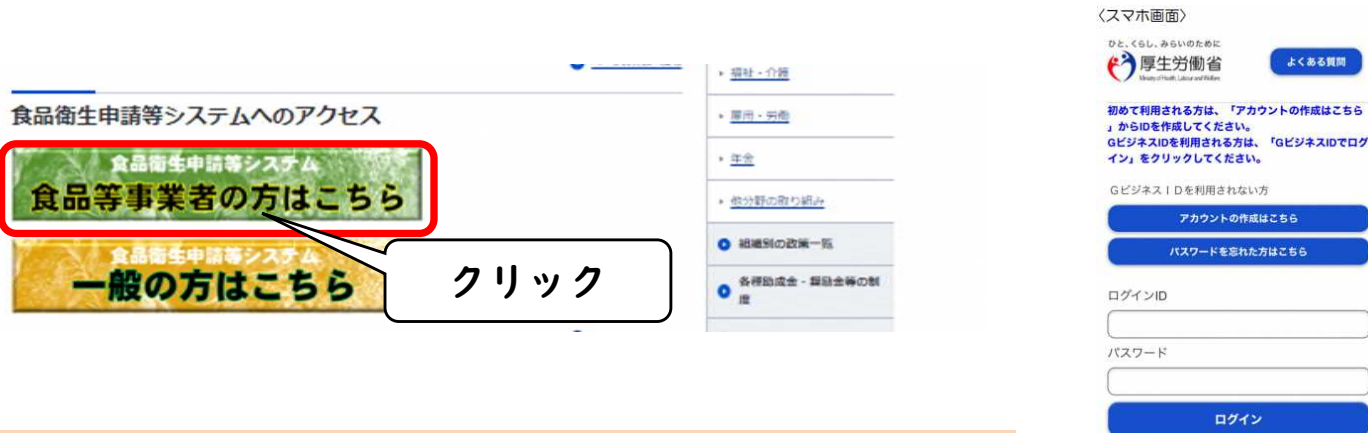 食品衛生申請等システムへのアクセス
食品衛生申請等システム
食品等事業者の方はこちら
食品衛生申請等システム
一般の方はこちら
クリック
福祉・介護
雇用・労働
年金
他分野の取り組み
組織別の政策一覧
各種助成金・奨励金等の制
度
〈スマホ画面〉
ひと、くらし、みらいのために
厚生労働省
Ministry of Health, Labour and Welfare
よくある質問
初めて利用される方は、「アカウントの作成はこちら
」からIDを作成してください。
GビジネスIDを利用される方は、「GビジネスIDでログ
イン」をクリックしてください。
GビジネスIDを利用されない方
アカウントの作成はこちら
パスワードを忘れた方はこちら
ログインID
パスワード
ログイン